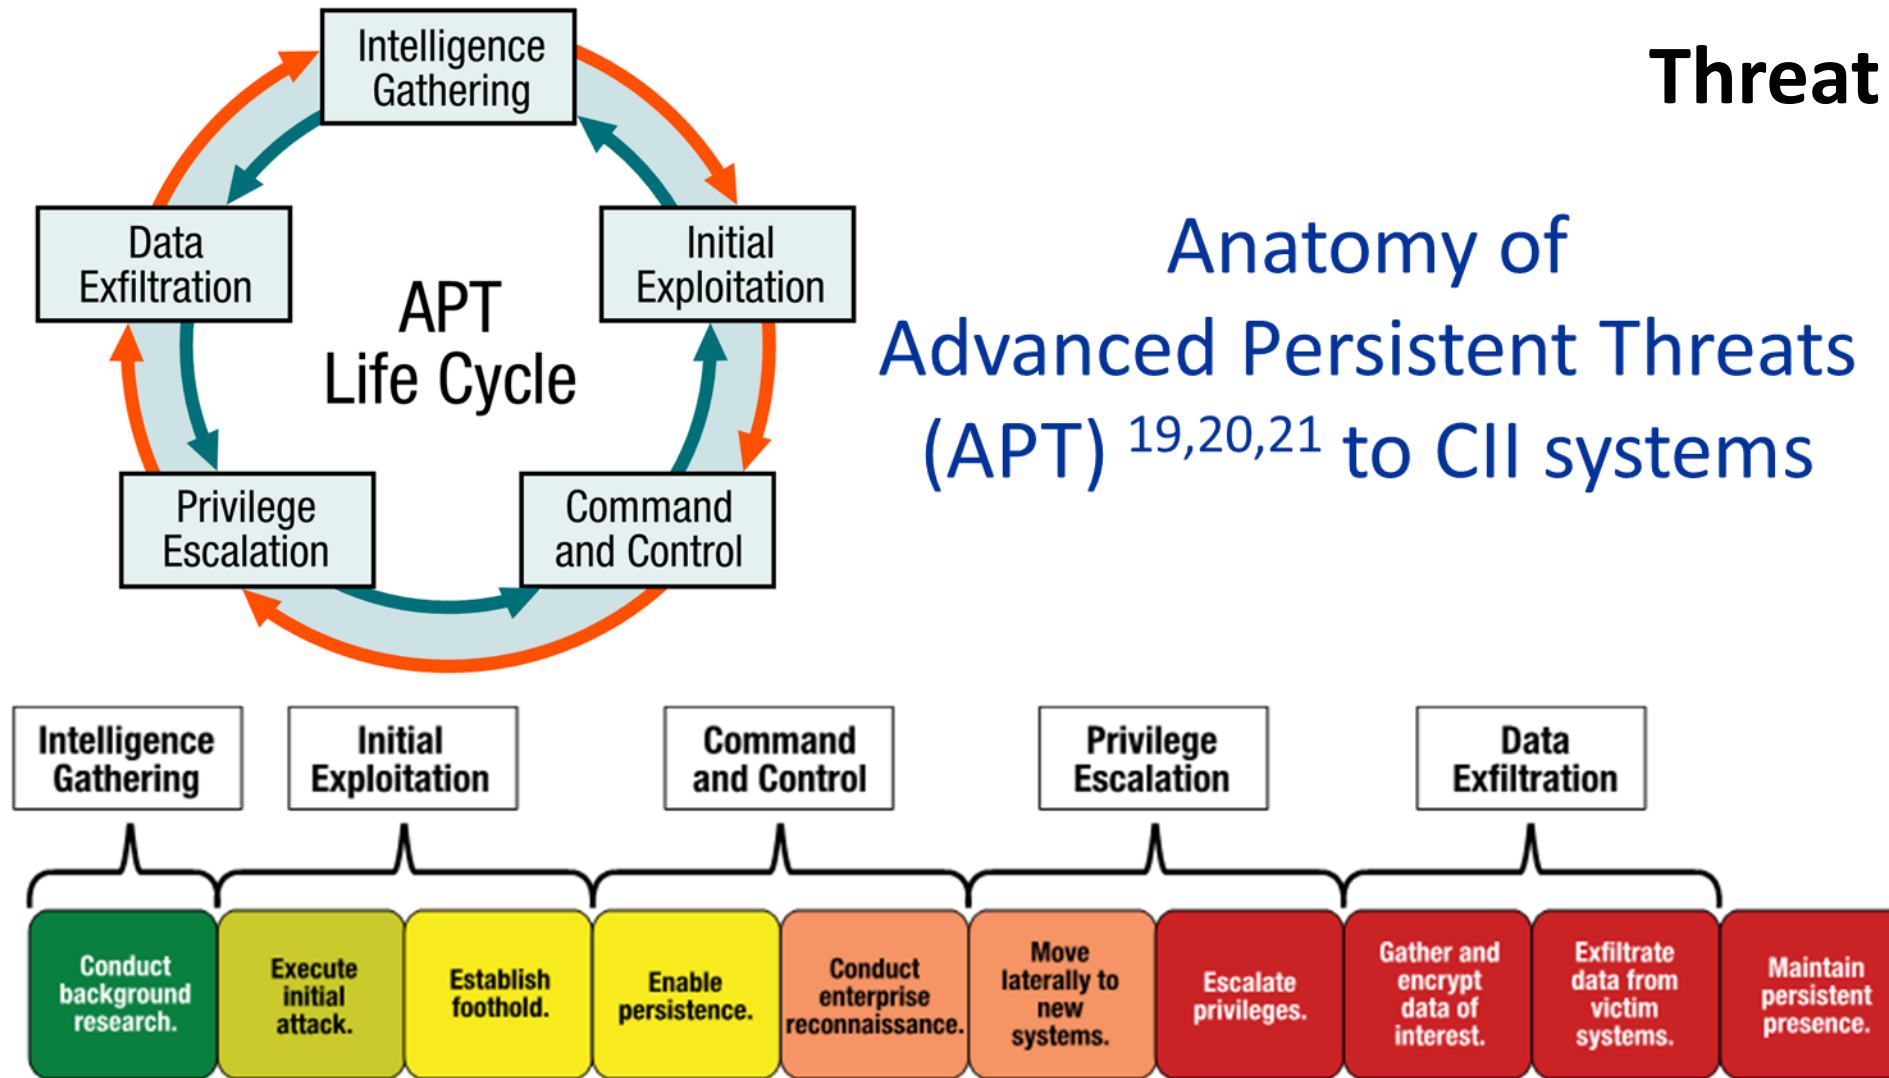 Threat
Intelligence
Gathering
Data
Exfiltration
Initial
Exploitation
APT
Life Cycle
Privilege
Escalation
Command
and Control
Anatomy of
Advanced Persistent Threats
(APT) 19,20,21 to CII systems
Intelligence
Gathering
Initial
Exploitation
Command
and Control
Privilege
Escalation
Data
Exfiltration
Conduct
background
research.
Execute
initial
attack.
Establish
foothold.
Enable
persistence.
Conduct
enterprise
reconnaissance.
Move
laterally to
new
systems.
Escalate
privileges.
Gather and
encrypt
data of
interest.
Exfiltrate
data from
victim
systems.
Maintain
persistent
presence.